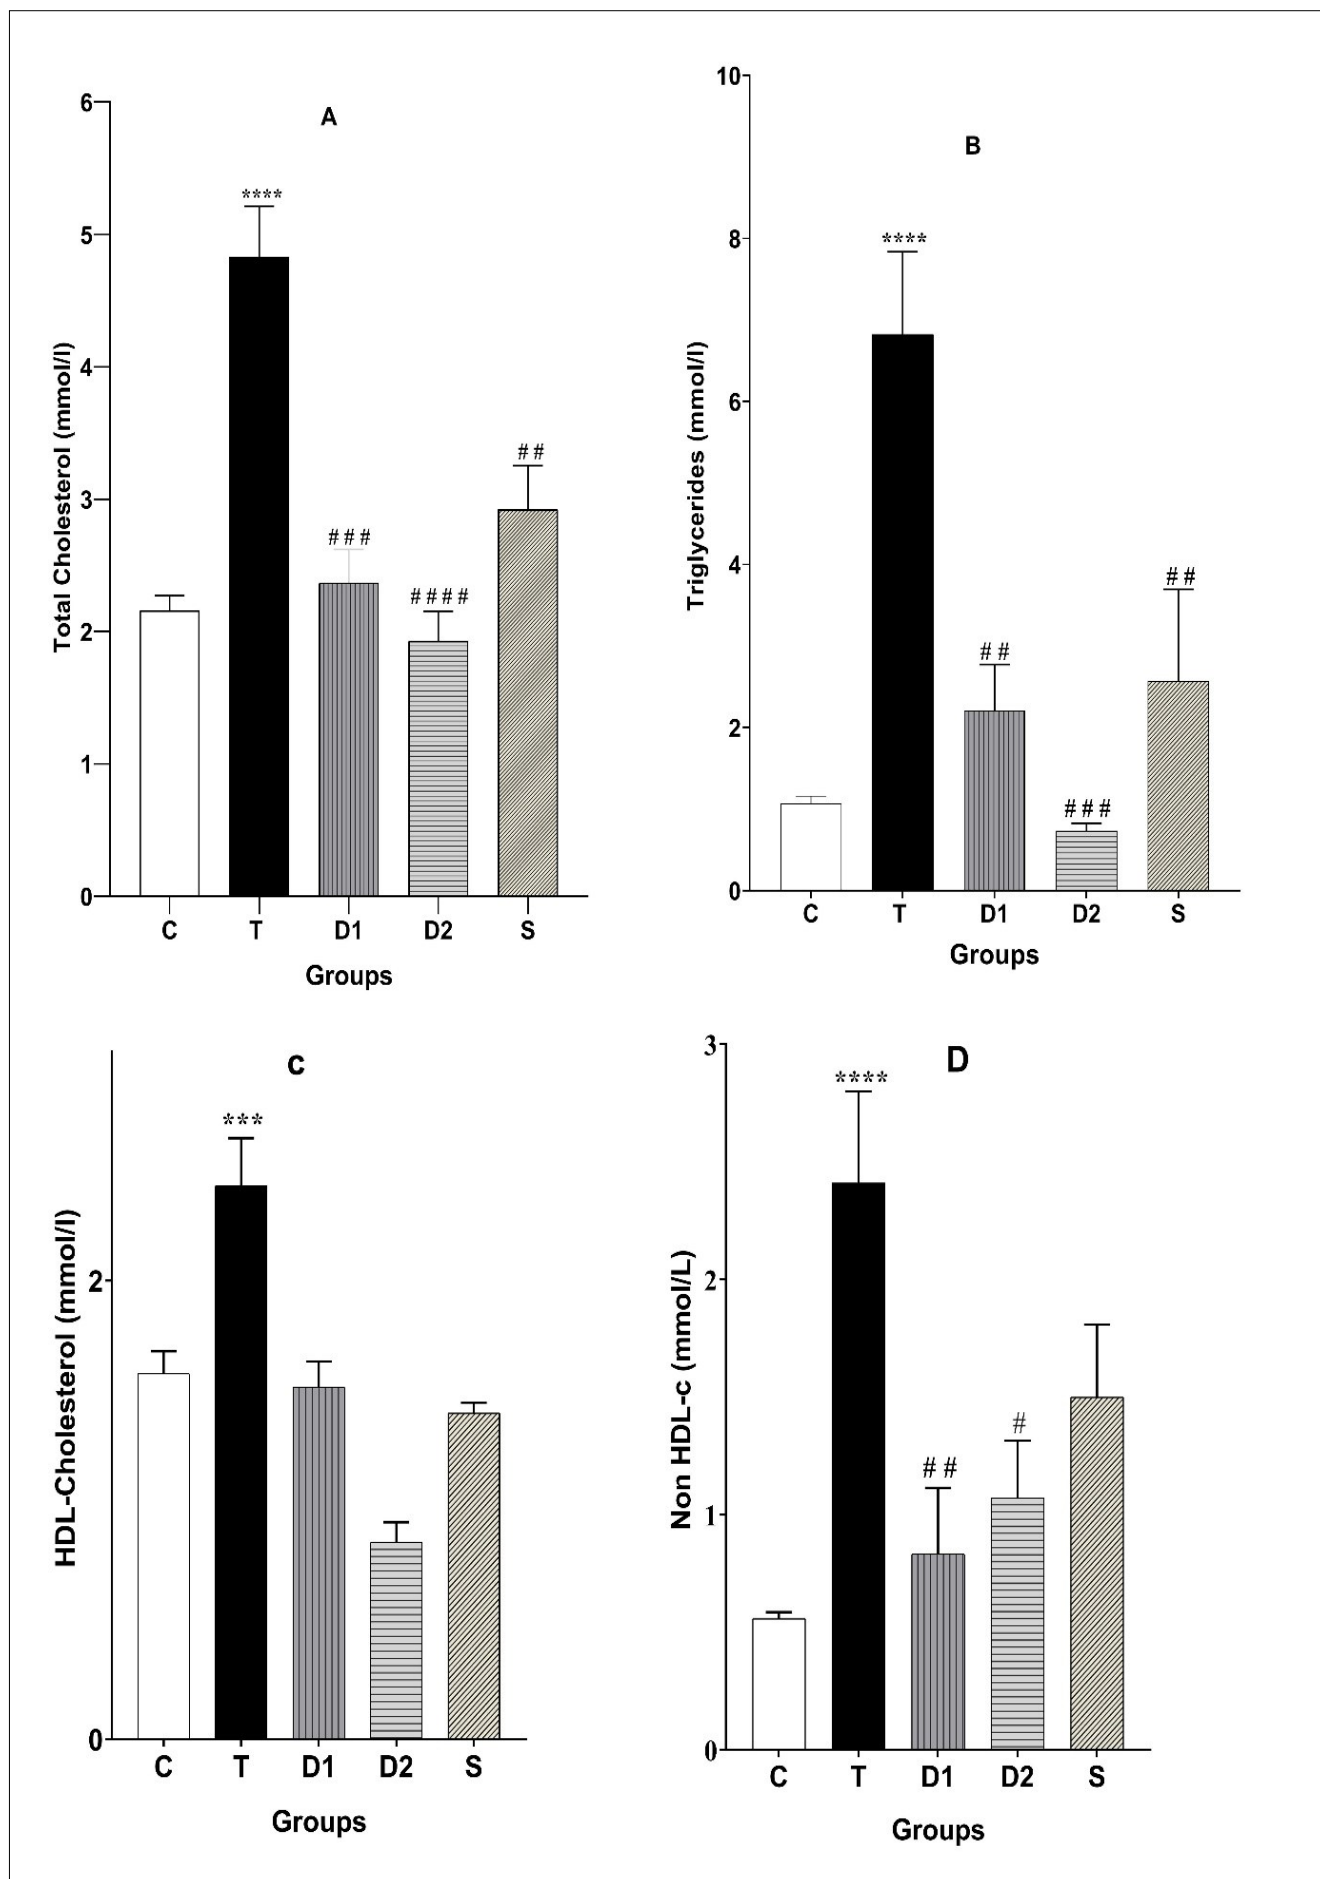 A
Total Cholesterol (mmol/l)
6
5
4
3
2
1
0
****
###
####
##
C T D1 D2 S
Groups
B
Triglycerides (mmol/l)
10
8
6
4
2
0
****
##
###
##
C T D1 D2 S
Groups
C
HDL-Cholesterol (mmol/l)
2
0
***
C T D1 D2 S
Groups
D
Non HDL-c (mmol/L)
3
2
1
0
****
##
#
C T D1 D2 S
Groups